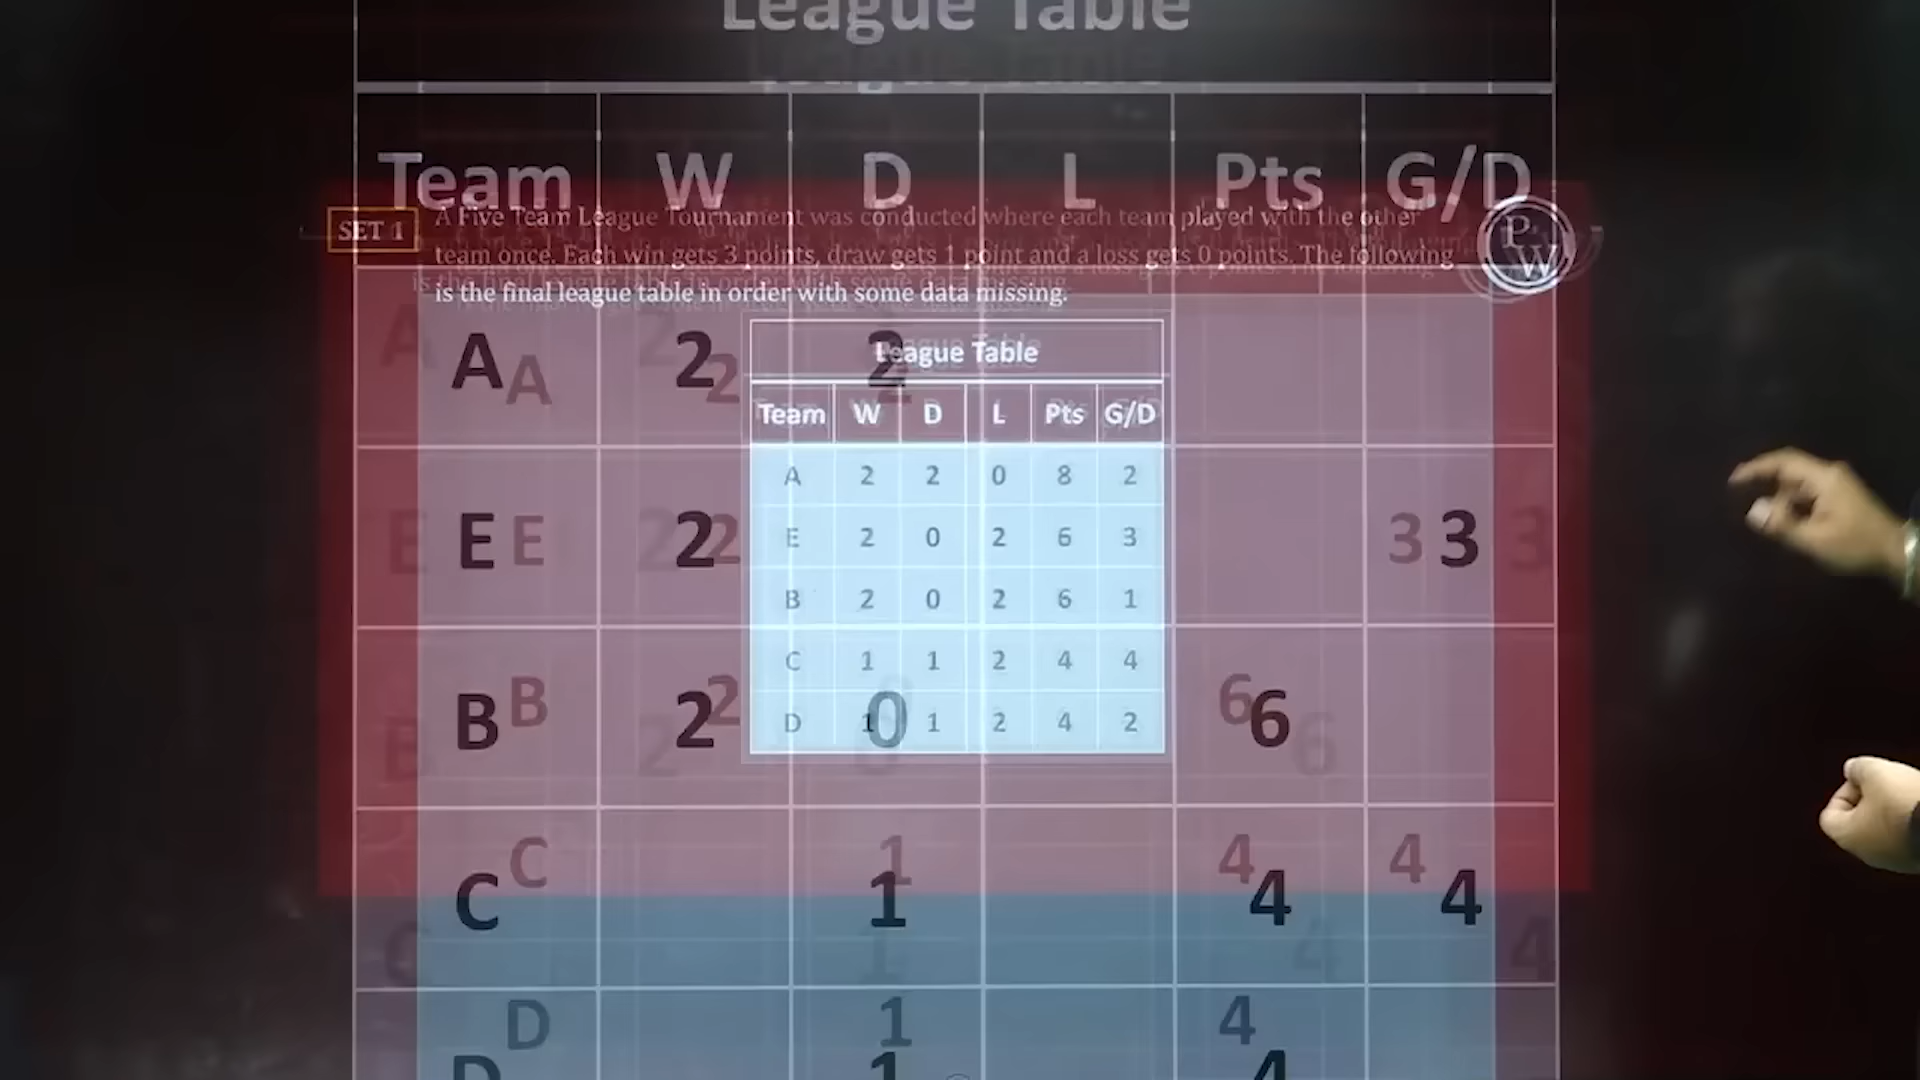 League Table
Team W D L Pts G/D
SET 1
A Five Team League Tournament was conducted where each team played with the other
team once. Each win gets 3 points, draw gets 1 point and a loss gets 0 points. The following
is the final league table in order with some data missing.
PW
A 2 2
E 2 3
B 2 0 6
C 1 4 4
D 1 4
League Table
Team W D L Pts G/D
A 2 2 0 8 2
E 2 0 2 6 3
B 2 0 2 6 1
C 1 1 2 4 4
D 1 1 2 4 2